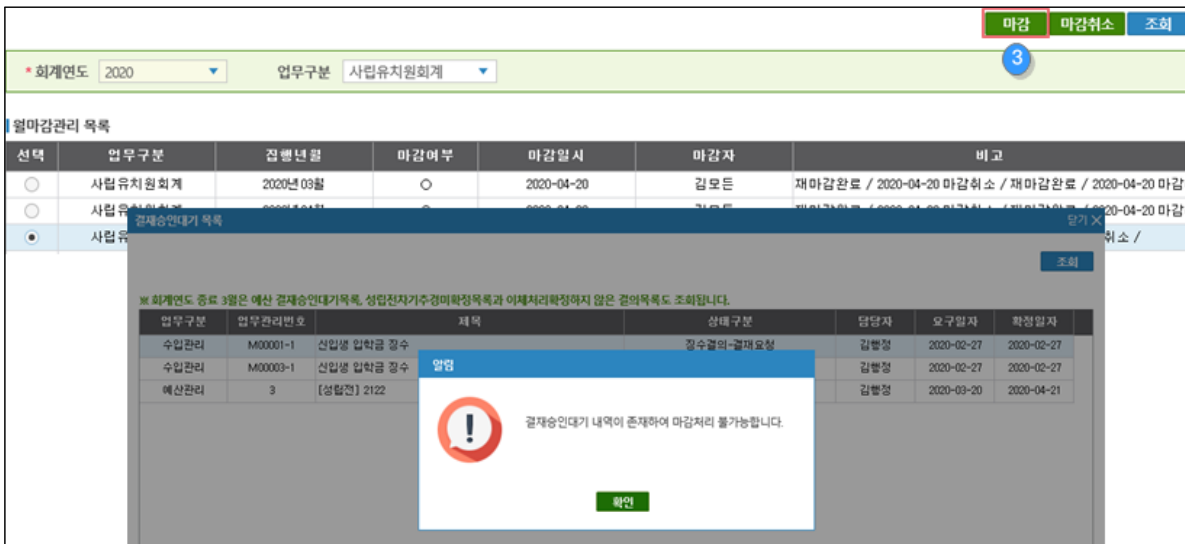 마감 마감취소 조회
3
* 회계연도 2020 업무구분 사립유치원회계
월마감관리 목록
선택 업무구분 집행년월 마감여부 마감일시 마감자 비고
사립유치원회계 2020년 03월 ○ 2020-04-20 김모든 재마감완료 / 2020-04-20 마감취소 / 재마감완료 / 2020-04-20 마감
사립유
20-04-20 마감
결재승인대기 목록 닫기 X
사립유 취소 /
조회
※ 회계연도 종료 3월은 예산 결재승인대기목록, 성립전차기추경미확정목록과 이체처리확정하지 않은 결의목록도 조회됩니다.
업무구분 업무관리번호 제목 상태구분 담당자 요구일자 확정일자
수입관리 M00001-1 신입생 입학금 징수 징수결의-결재요청 김행정 2020-02-27 2020-02-27
수입관리 M00003-1 신입생 입학금 징수 김행정 2020-02-27 2020-02-27
예산관리 3 [성립전] 2122 김행정 2020-03-20 2020-04-21
알림
결재승인대기 내역이 존재하여 마감처리 불가능합니다.
확인